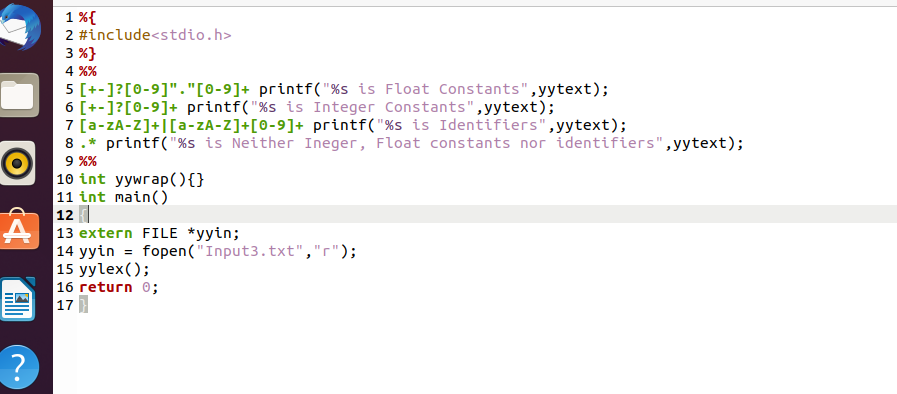 1 %{
2 #include<stdio.h>
3 %}
4 %%
5 [+-]?[0-9]"."[0-9]+ printf("%s is Float Constants",yytext);
6 [+-]?[0-9]+ printf("%s is Integer Constants",yytext);
7 [a-zA-Z]+|[a-zA-Z]+[0-9]+ printf("%s is Identifiers",yytext);
8 .* printf("%s is Neither Ineger, Float constants nor identifiers",yytext);
9 %%
10 int yywrap(){}
11 int main()
12 {
13 extern FILE *yyin;
14 yyin = fopen("Input3.txt","r");
15 yylex();
16 return 0;
17 }